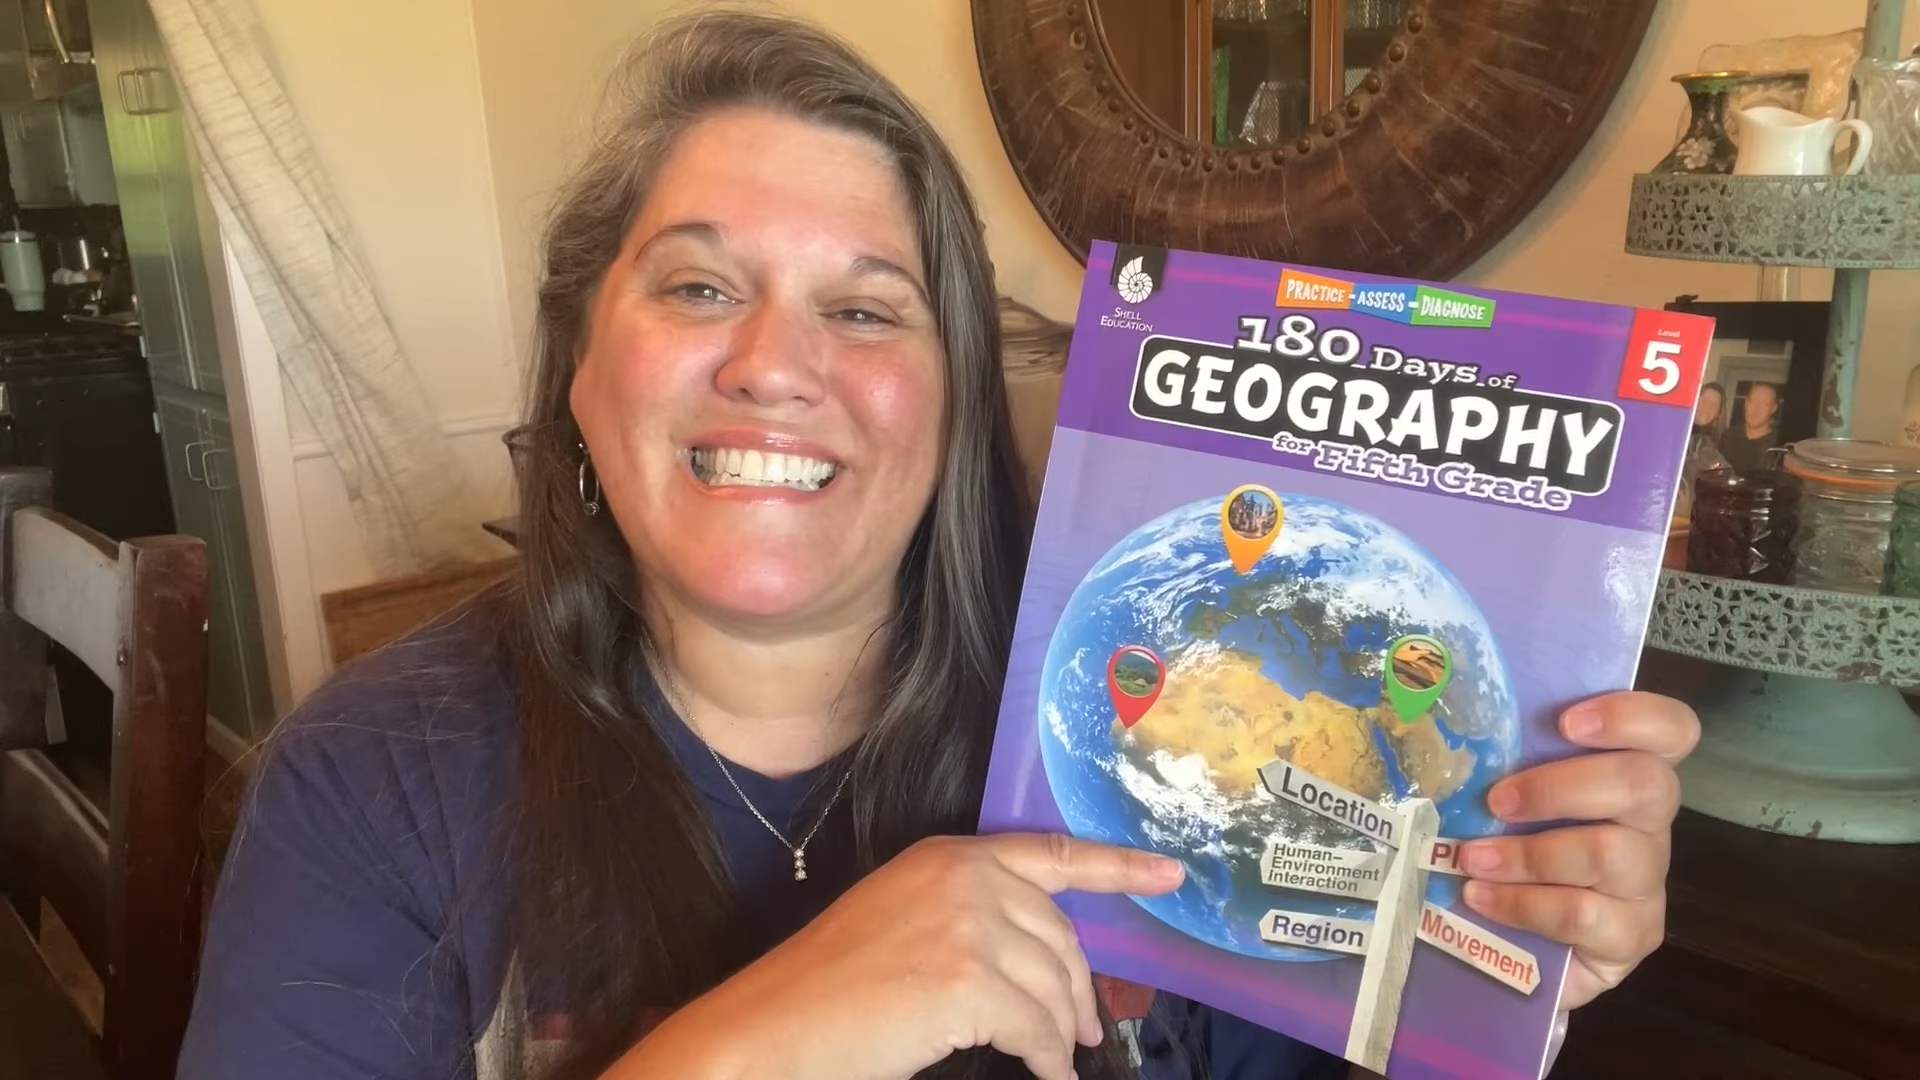 SHELL
EDUCATION
PRACTICE - ASSESS - DIAGNOSE
Level
5
180 Days of
GEOGRAPHY
for Fifth Grade
Location
Human-
Environment
Interaction
Region
Movement